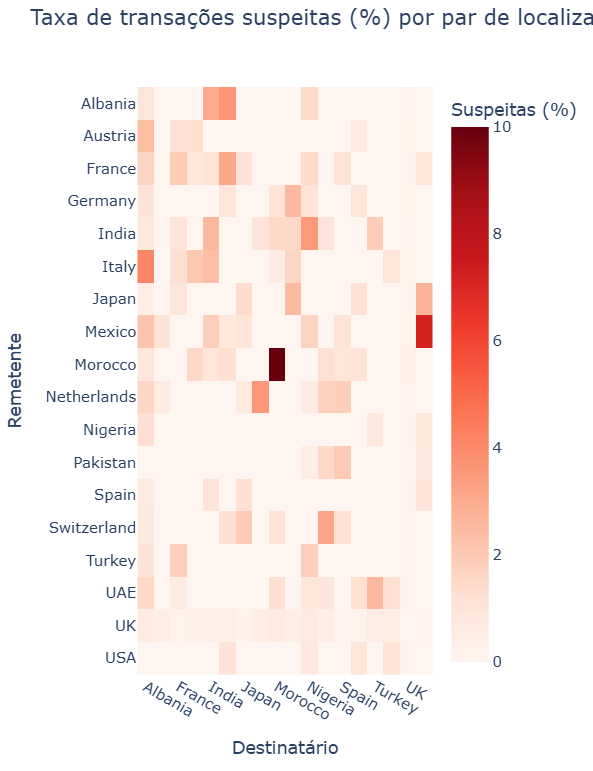 Taxa de transações suspeitas (%) por par de localiza
Suspeitas (%)
10
8
6
4
2
0
Remetente
Albania
Austria
France
Germany
India
Italy
Japan
Mexico
Morocco
Netherlands
Nigeria
Pakistan
Spain
Switzerland
Turkey
UAE
UK
USA
Albania
France
India
Japan
Morocco
Nigeria
Spain
Turkey
UK
Destinatário